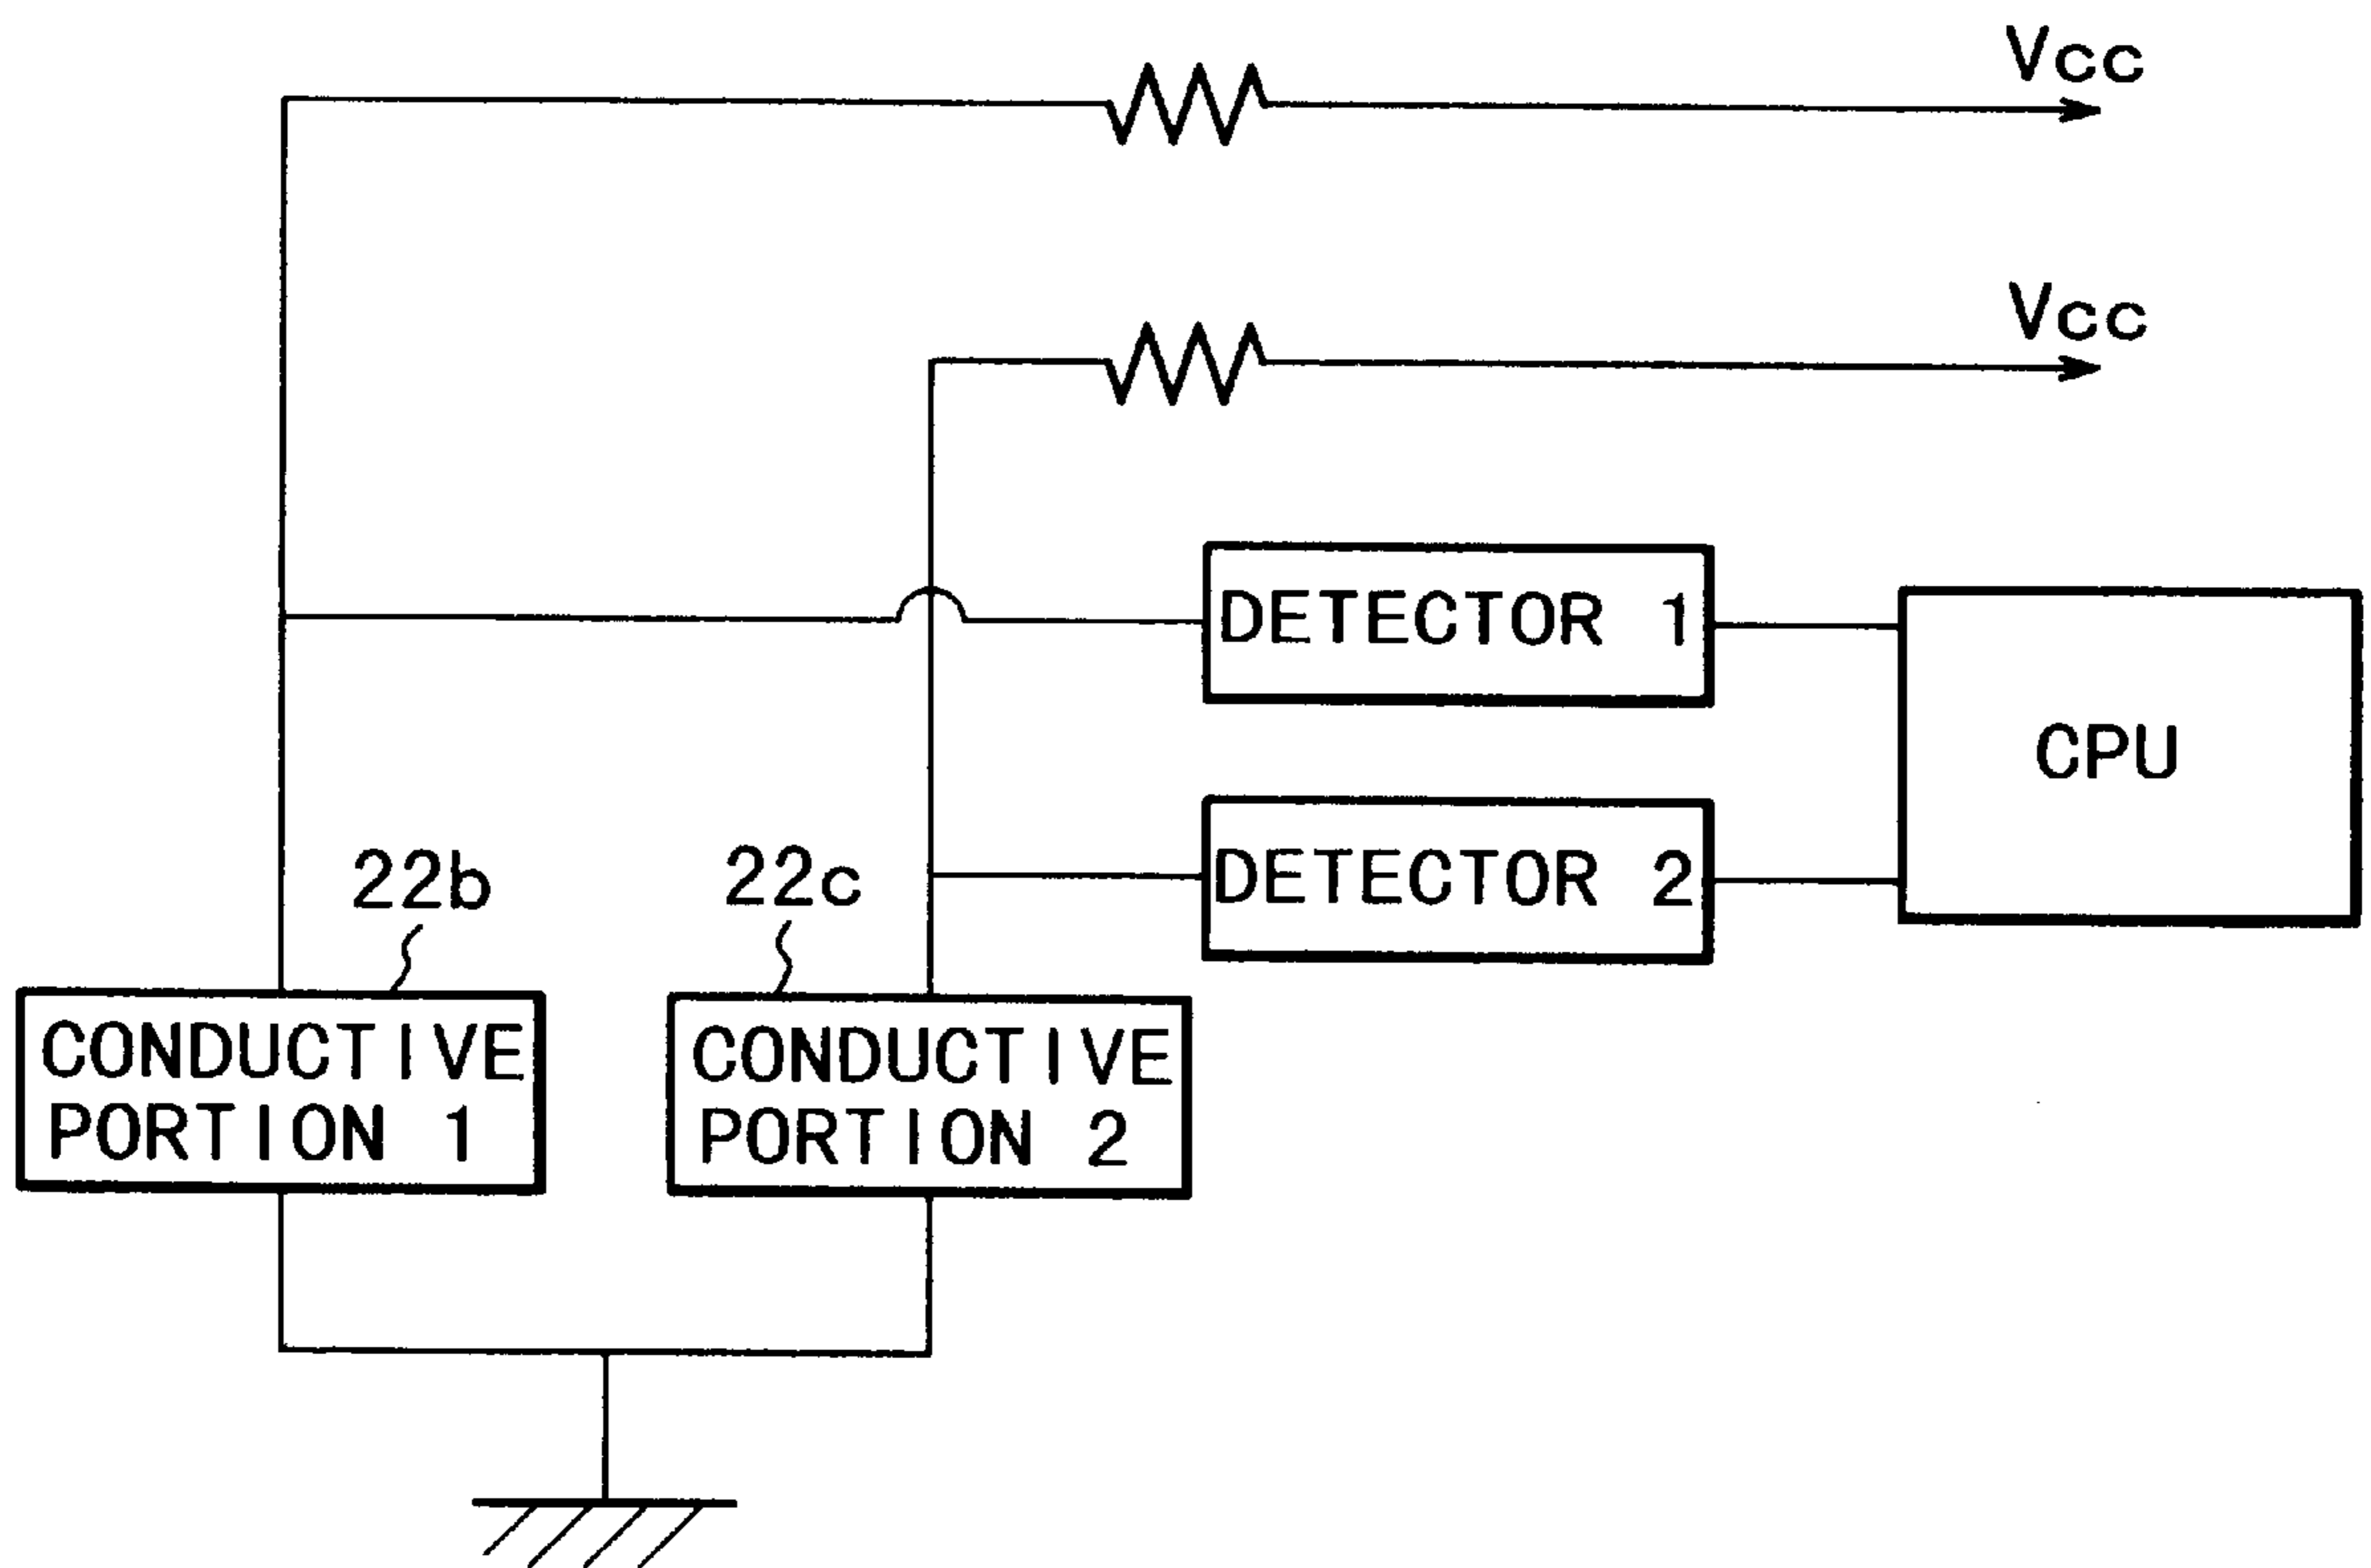 Vcc
Vcc
DETECTOR 1
CPU
DETECTOR 2
22b
22c
CONDUCTIVE
PORTION 1
CONDUCTIVE
PORTION 2